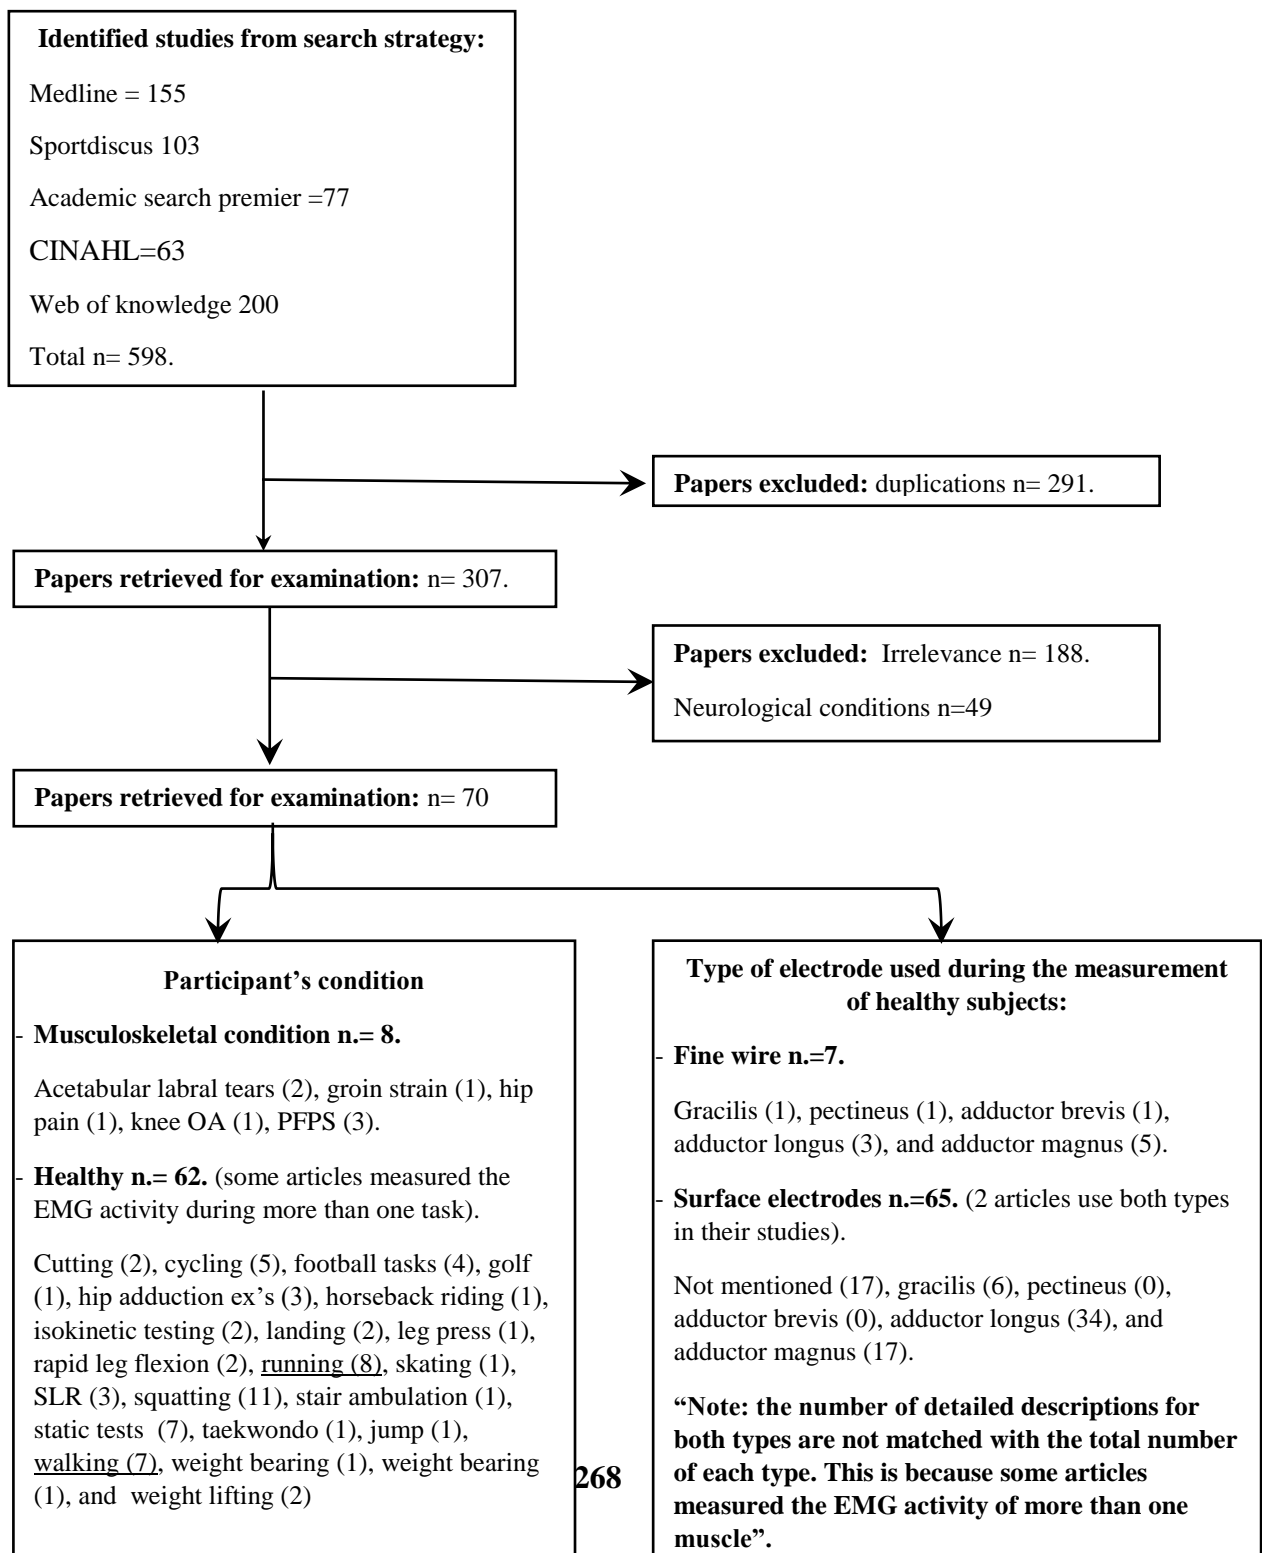 Identified studies from search strategy:
Medline = 155
Sportdiscus 103
Academic search premier =77
CINAHL=63
Web of knowledge 200
Total n= 598.
Papers excluded: duplications n= 291.
Papers retrieved for examination: n= 307.
Papers excluded: Irrelevance n= 188.
Neurological conditions n=49
Papers retrieved for examination: n= 70
Participant’s condition
- Musculoskeletal condition n.= 8.
Acetabular labral tears (2), groin strain (1), hip
pain (1), knee OA (1), PFPS (3).
- Healthy n.= 62. (some articles measured the
EMG activity during more than one task).
Cutting (2), cycling (5), football tasks (4), golf
(1), hip adduction ex’s (3), horseback riding (1),
isokinetic testing (2), landing (2), leg press (1),
rapid leg flexion (2), running (8), skating (1),
SLR (3), squatting (11), stair ambulation (1),
static tests (7), taekwondo (1), jump (1),
walking (7), weight bearing (1), weight bearing
(1), and weight lifting (2)
Type of electrode used during the measurement
of healthy subjects:
- Fine wire n.=7.
Gracilis (1), pectineus (1), adductor brevis (1),
adductor longus (3), and adductor magnus (5).
- Surface electrodes n.=65. (2 articles use both types
in their studies).
Not mentioned (17), gracilis (6), pectineus (0),
adductor brevis (0), adductor longus (34), and
adductor magnus (17).
“Note: the number of detailed descriptions for
both types are not matched with the total number
of each type. This is because some articles
measured the EMG activity of more than one
muscle”.
268